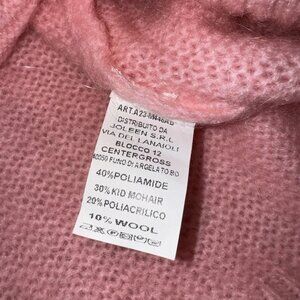 DISTRIBUITO DA
JOLEEN S.R.L
VIA DEI LANAIOLI
BLOCCO 12
CENTERGROSS
40050 FUNO DI ARGELATO BO
40%POLIAMIDE
30% KID MOHAIR
20%POLIACRILICO
10% WOOL